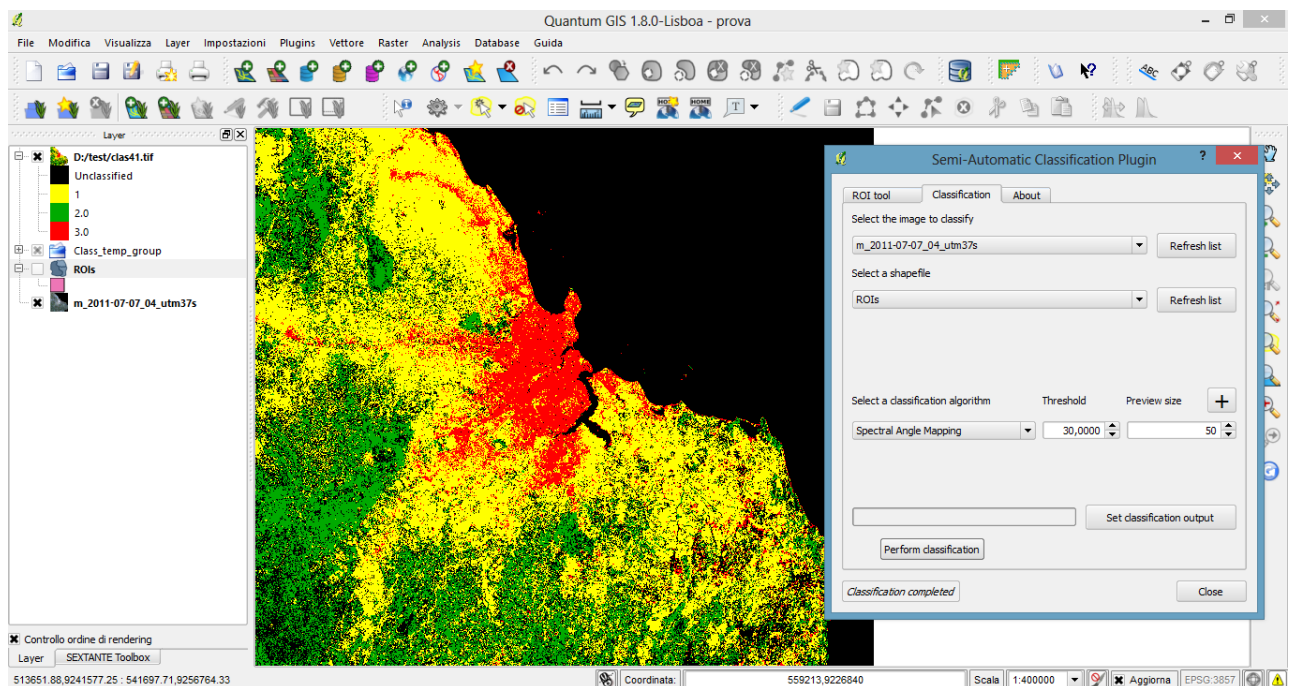 Quantum GIS 1.8.0-Lisboa - prova
File Modifica Visualizza Layer Impostazioni Plugins Vettore Raster Analysis Database Guida
ABC
HOME
T
Layer
D:/test/clas41.tif
Unclassified
1
2.0
3.0
Class_temp_group
ROIs
m_2011-07-07_04_utm37s
Controllo ordine di rendering
Layer SEXTANTE Toolbox
Semi-Automatic Classification Plugin ?
ROI tool Classification About
Select the image to classify
m_2011-07-07_04_utm37s Refresh list
Select a shapefile
ROIs Refresh list
Select a classification algorithm Threshold Preview size +
Spectral Angle Mapping 30,0000 50
Set classification output
Perform classification
Classification completed Close
513651.88,9241577.25 : 541697.71,9256764.33 Coordinata: 559213,9226840 Scala 1:400000 Aggiorna EPSG:3857